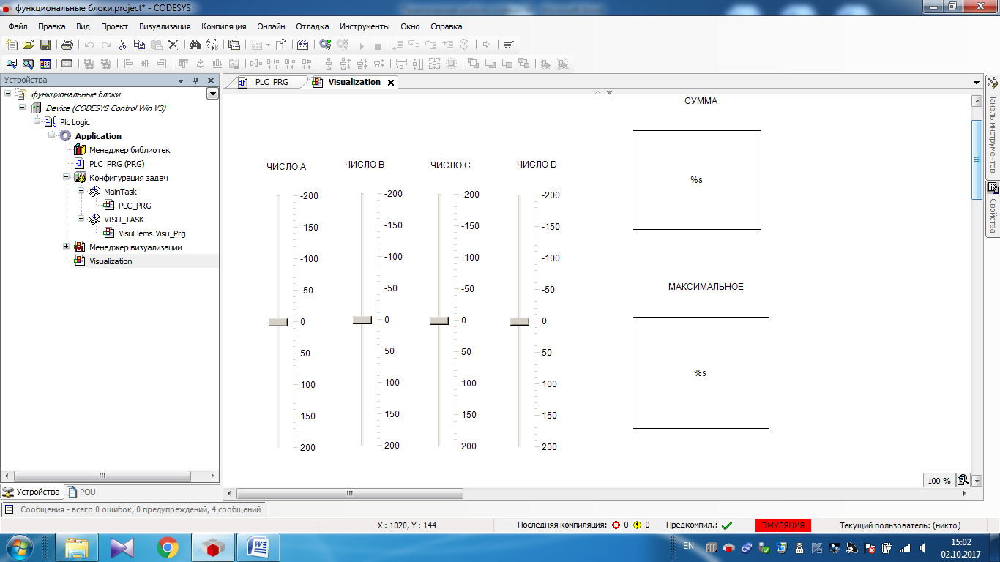 функциональные блоки.project* - CODESYS
Файл Правка Вид Проект Визуализация Компиляция Онлайн Отладка Инструменты Окно Справка
Устройства
функциональные блоки
Device (CODESYS Control Win V3)
Plc Logic
Application
Менеджер библиотек
PLC_PRG (PRG)
Конфигурация задач
MainTask
PLC_PRG
VISU_TASK
VisuElems.Visu_Prg
Менеджер визуализации
Visualization
Устройства POU
PLC_PRG Visualization
ЧИСЛО A ЧИСЛО B ЧИСЛО C ЧИСЛО D
-200 -200 -200 -200
-150 -150 -150 -150
-100 -100 -100 -100
-50 -50 -50 -50
0 0 0 0
50 50 50 50
100 100 100 100
150 150 150 150
200 200 200 200
СУММА
%s
МАКСИМАЛЬНОЕ
%s
100 %
Панель инструментов
Свойства
Сообщения - всего 0 ошибок, 0 предупреждений, 4 сообщений
X : 1020, Y : 144 Последняя компиляция: 0 0 Предкомпил.: ЭМУЛЯЦИЯ Текущий пользователь: (никто)
EN
15:02
02.10.2017